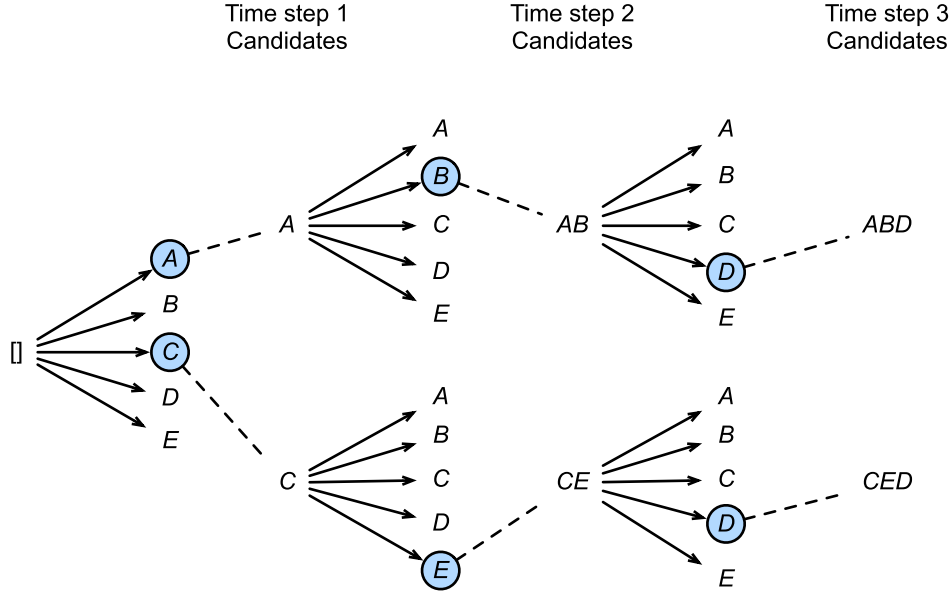 Time step 1
Candidates
Time step 2
Candidates
Time step 3
Candidates
[]
A
B
C
D
E
A
C
A
B
C
D
E
A
B
C
D
E
AB
CE
A
B
C
D
E
A
B
C
D
E
ABD
CED